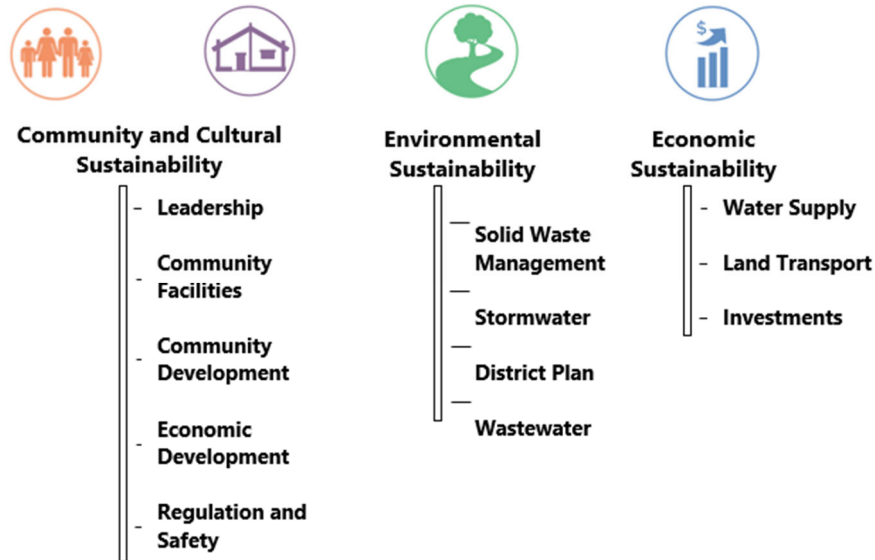 Community and Cultural
Sustainability
- Leadership
Community
- Facilities
- Community
Development
- Economic
Development
- Regulation and
Safety
Environmental
Sustainability
Solid Waste
Management
Stormwater
District Plan
Wastewater
Economic
Sustainability
- Water Supply
- Land Transport
- Investments
$